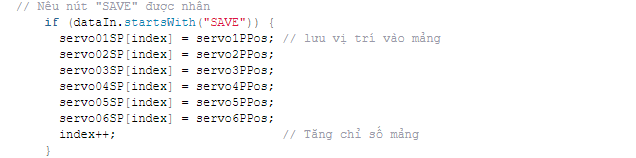 // Nếu nút "SAVE" được nhấn
if (dataIn.startsWith("SAVE")) {
servo01SP[index] = servo1PPos; // lưu vị trí vào mảng
servo02SP[index] = servo2PPos;
servo03SP[index] = servo3PPos;
servo04SP[index] = servo4PPos;
servo05SP[index] = servo5PPos;
servo06SP[index] = servo6PPos;
index++; // Tăng chỉ số mảng
}